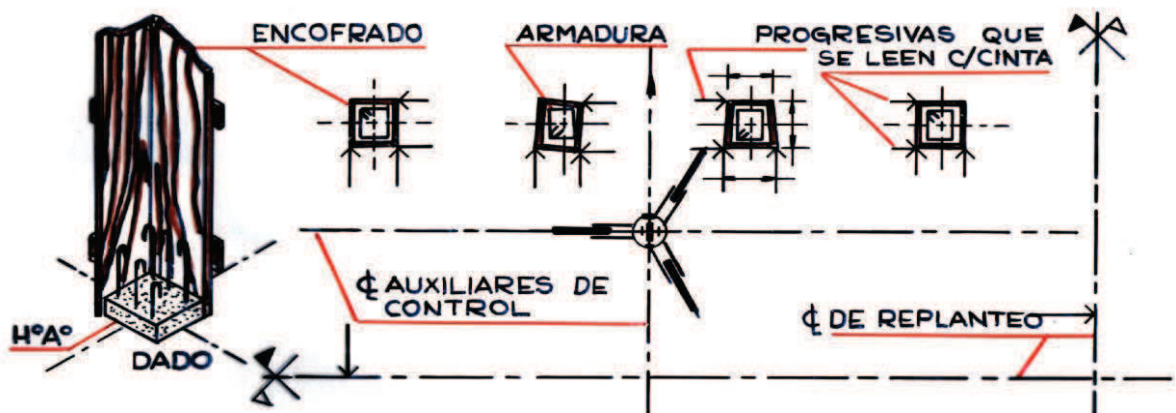 ENCOFRADO
ARMADURA
PROGRESIVAS QUE
SE LEEN C/CINTA
℄ AUXILIARES DE
CONTROL
℄ DE REPLANTEO
HºAº
DADO